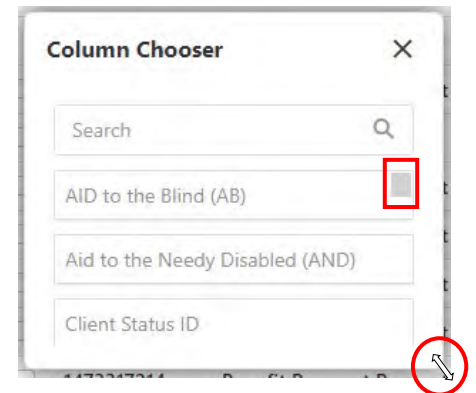 Column Chooser
Search
AID to the Blind (AB)
Aid to the Needy Disabled (AND)
Client Status ID